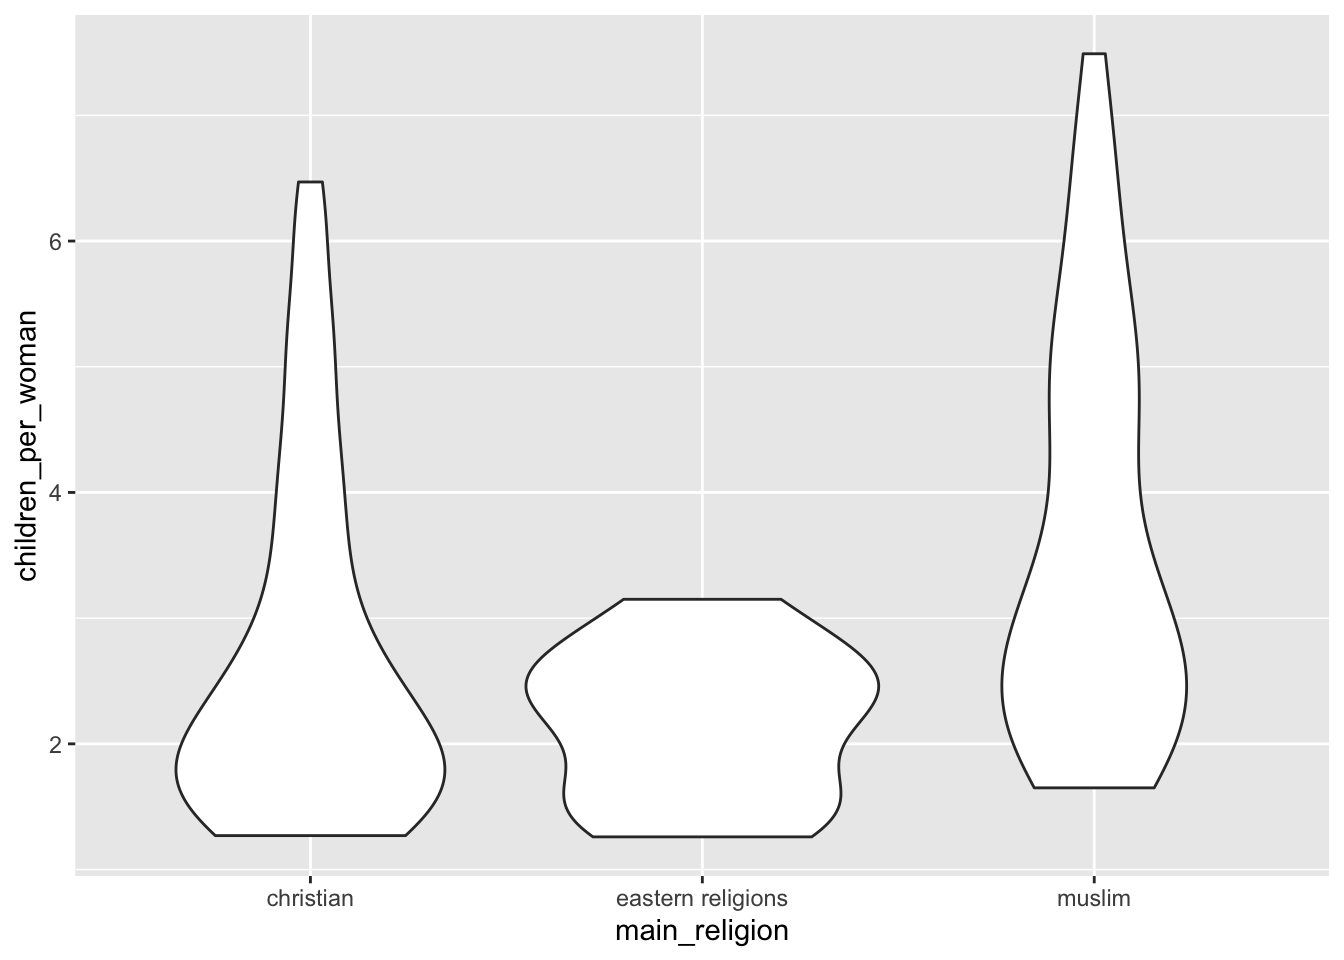 children_per_woman
6
4
2
christian
eastern religions
muslim
main_religion